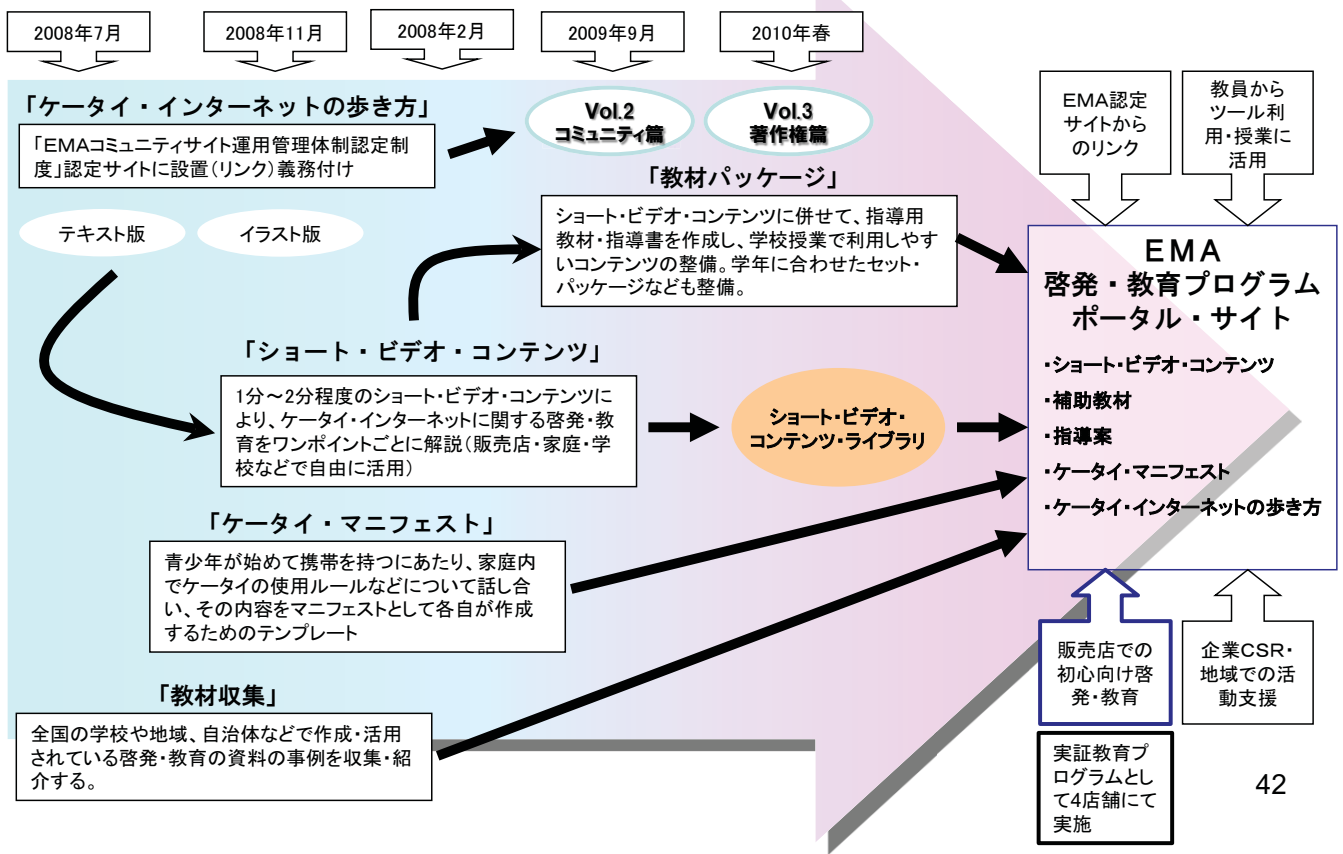 2008年7月
2008年11月
2008年2月
2009年9月
2010年春
「ケータイ・インターネットの歩き方」
「EMAコミュニティサイト運用管理体制認定制
度」認定サイトに設置(リンク)義務付け
Vol.2
コミュニティ篇
Vol.3
著作権篇
テキスト版
イラスト版
「教材パッケージ」
ショート・ビデオ・コンテンツに併せて、指導用
教材・指導書を作成し、学校授業で利用しやす
いコンテンツの整備。学年に合わせたセット・
パッケージなども整備。
「ショート・ビデオ・コンテンツ」
1分～2分程度のショート・ビデオ・コンテンツに
より、ケータイ・インターネットに関する啓発・教
育をワンポイントごとに解説(販売店・家庭・学
校などで自由に活用)
ショート・ビデオ・
コンテンツ・ライブラリ
「ケータイ・マニフェスト」
青少年が始めて携帯を持つにあたり、家庭内
でケータイの使用ルールなどについて話し合
い、その内容をマニフェストとして各自が作成
するためのテンプレート
「教材収集」
全国の学校や地域、自治体などで作成・活用
されている啓発・教育の資料の事例を収集・紹
介する。
EMA認定
サイトから
のリンク
教員から
ツール利
用・授業に
活用
EMA
啓発・教育プログラム
ポータル・サイト
・ショート・ビデオ・コンテンツ
・補助教材
・指導案
・ケータイ・マニフェスト
・ケータイ・インターネットの歩き方
販売店での
初心向け啓
発・教育
企業CSR・
地域での活
動支援
実証教育プ
ログラムとし
て4店舗にて
実施
42